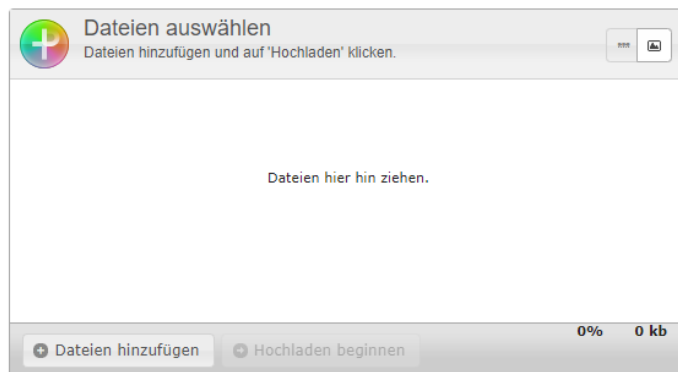 Dateien auswählen
Dateien hinzufügen und auf 'Hochladen' klicken.
Dateien hier hin ziehen.
0% 0 kb
Dateien hinzufügen Hochladen beginnen